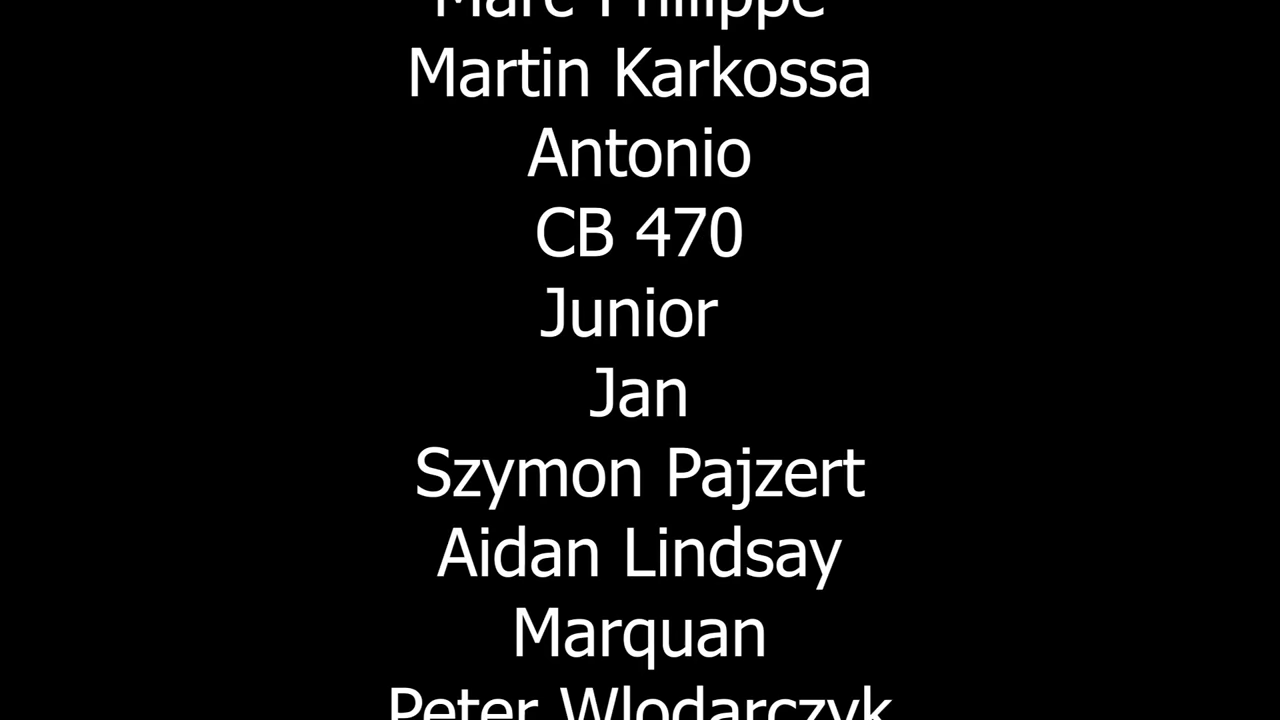 Marc Philippe
Martin Karkossa
Antonio
CB 470
Junior
Jan
Szymon Pajzert
Aidan Lindsay
Marquan
Peter Wlodarczyk